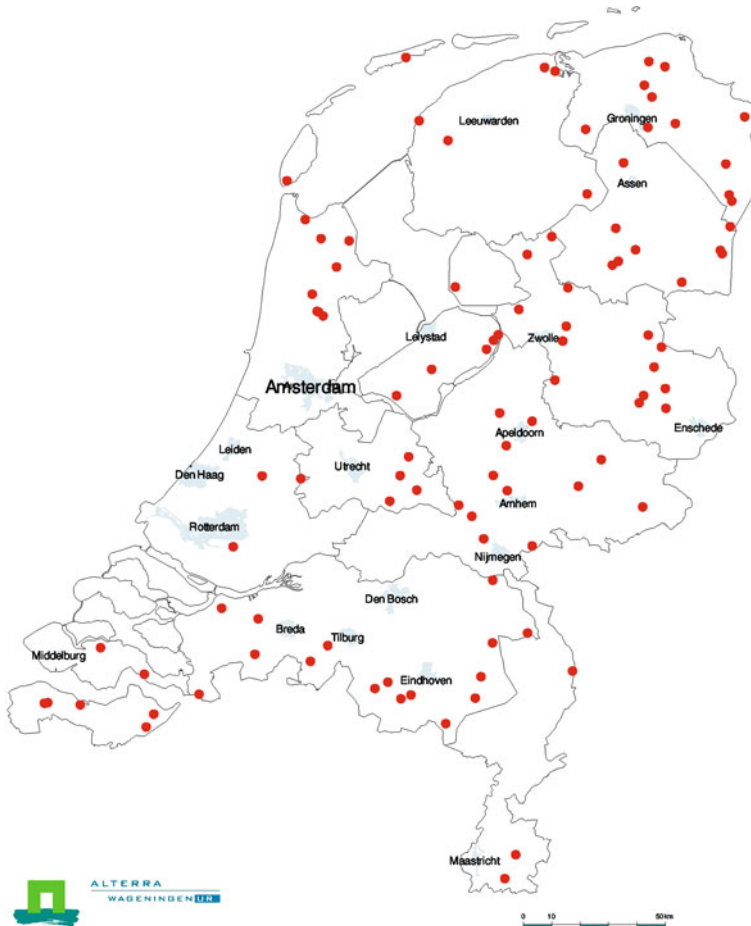 Leeuwarden
Groningen
Assen
Lelystad
Zwolle
Amsterdam
Enschede
Apeldoorn
Leiden
Utrecht
Den Haag
Arnhem
Rotterdam
Nijmegen
Den Bosch
Breda
Tilburg
Middelburg
Eindhoven
Maastricht
ALTERRA
WAGENINGEN UR
0 10 50 km